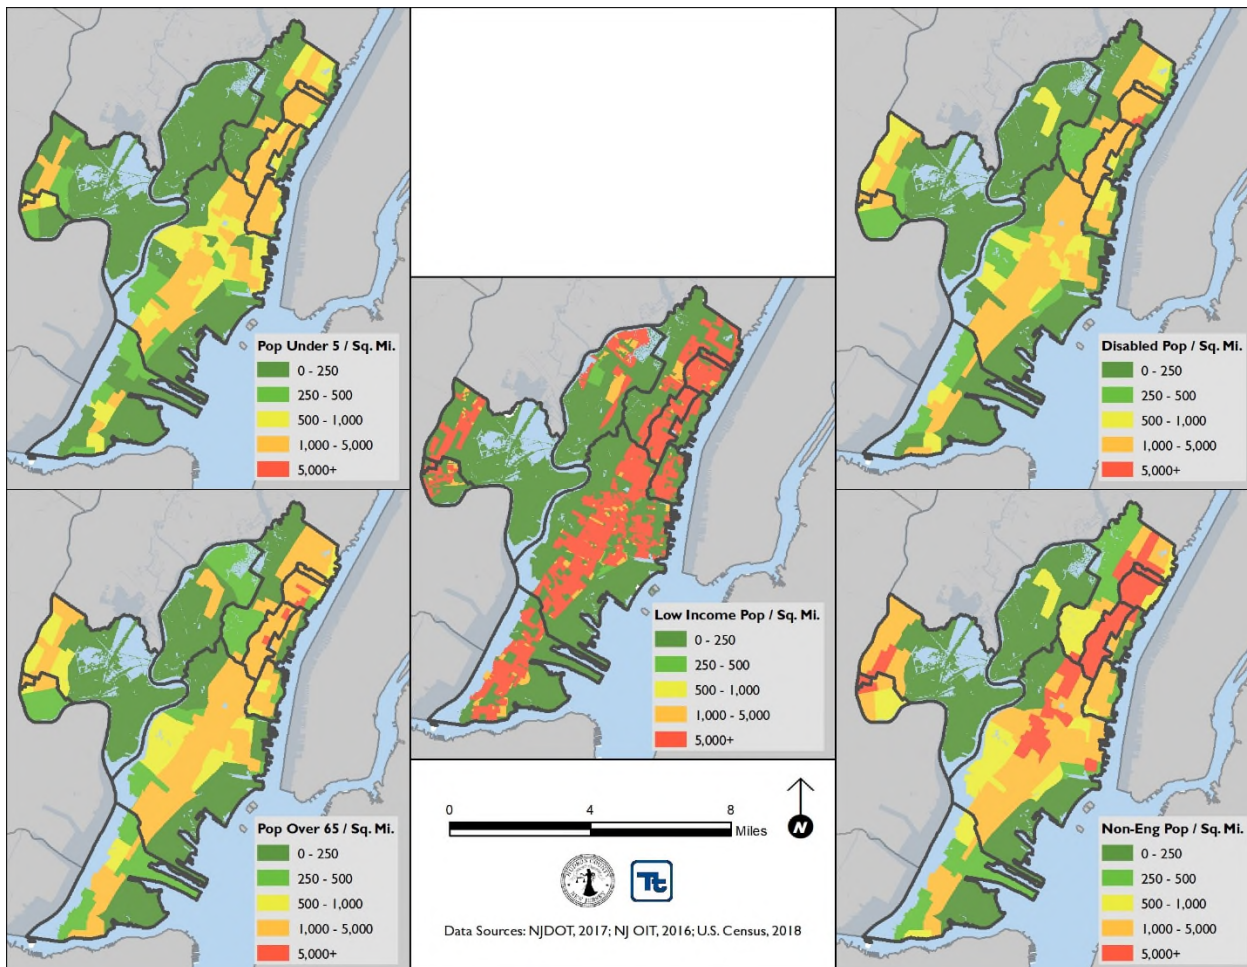 Pop Under 5 / Sq. Mi.
0 - 250
250 - 500
500 - 1,000
1,000 - 5,000
5,000+
Disabled Pop / Sq. Mi.
0 - 250
250 - 500
500 - 1,000
1,000 - 5,000
5,000+
Low Income Pop / Sq. Mi.
0 - 250
250 - 500
500 - 1,000
1,000 - 5,000
5,000+
Pop Over 65 / Sq. Mi.
0 - 250
250 - 500
500 - 1,000
1,000 - 5,000
5,000+
0 4 8
Miles
N
HUDSON COUNTY
NEW JERSEY
Tt
Data Sources: NJDOT, 2017; NJ OIT, 2016; U.S. Census, 2018
Non-Eng Pop / Sq. Mi.
0 - 250
250 - 500
500 - 1,000
1,000 - 5,000
5,000+